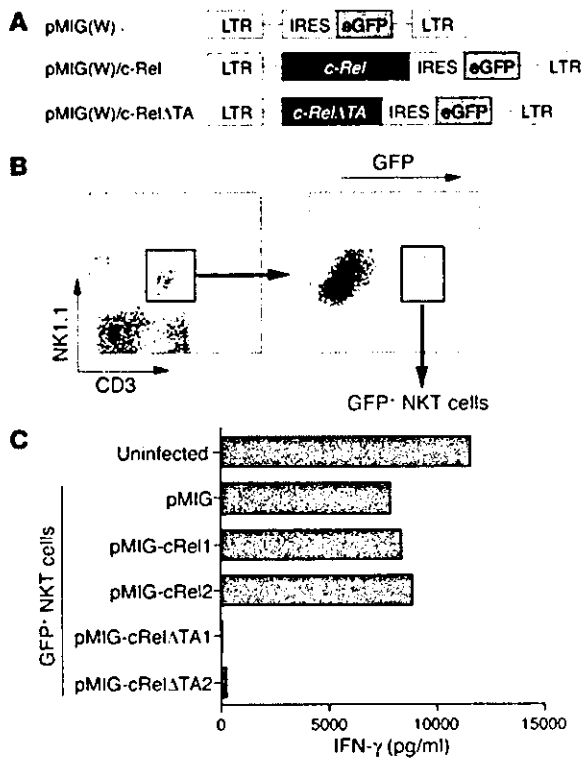 A
pMIG(W) LTR IRES eGFP LTR
pMIG(W)/c-Rel LTR c-Rel IRES eGFP LTR
pMIG(W)/c-RelΔTA LTR c-RelΔTA IRES eGFP LTR
B
GFP
NK1.1
CD3
GFP⁺ NKT cells
C
Uninfected
GFP⁺ NKT cells
pMIG
pMIG-cRel1
pMIG-cRel2
pMIG-cRelΔTA1
pMIG-cRelΔTA2
0 5000 10000 15000
IFN-γ (pg/ml)